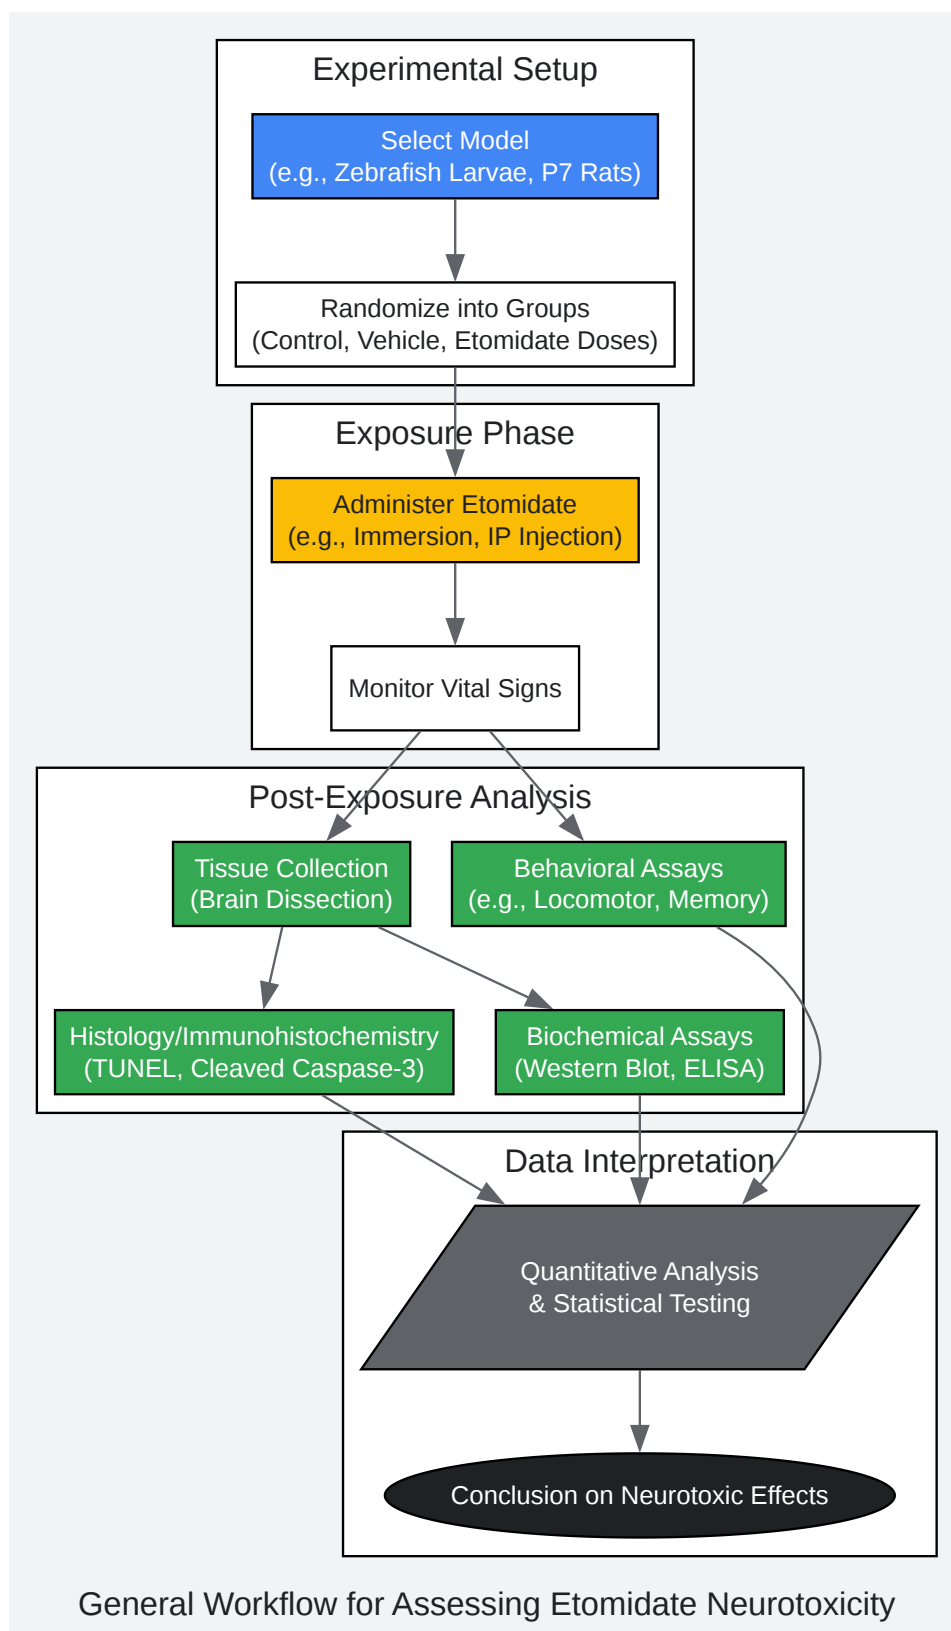 Experimental Setup
Select Model
(e.g., Zebrafish Larvae, P7 Rats)
Randomize into Groups
(Control, Vehicle, Etomidate Doses)
Exposure Phase
Administer Etomidate
(e.g., Immersion, IP Injection)
Monitor Vital Signs
Post-Exposure Analysis
Tissue Collection
(Brain Dissection)
Behavioral Assays
(e.g., Locomotor, Memory)
Histology/Immunohistochemistry
(TUNEL, Cleaved Caspase-3)
Biochemical Assays
(Western Blot, ELISA)
Data Interpretation
Quantitative Analysis
& Statistical Testing
Conclusion on Neurotoxic Effects
General Workflow for Assessing Etomidate Neurotoxicity